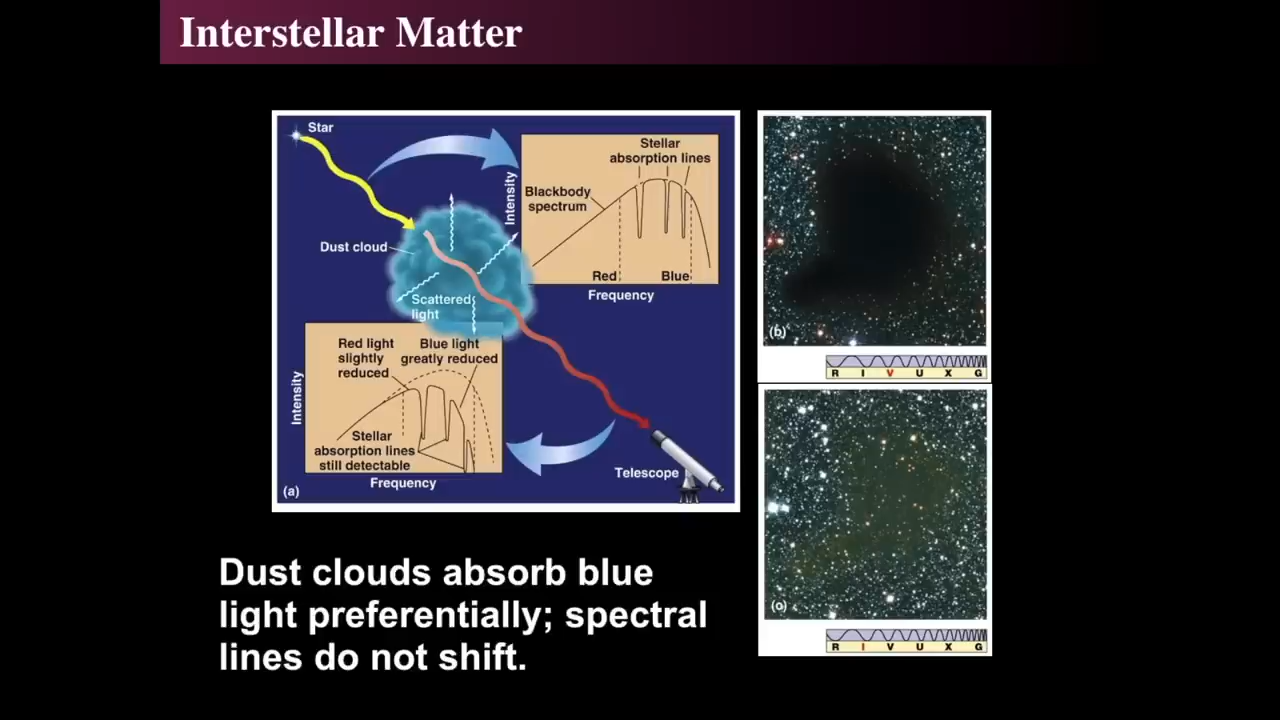 Interstellar Matter
Star
Dust cloud
Scattered
light
Stellar
absorption lines
Blackbody
spectrum
Intensity
Red
Blue
Frequency
Red light
slightly
reduced
Blue light
greatly reduced
Intensity
Stellar
absorption lines
still detectable
Frequency
Telescope
(a)
(b)
R I V U X G
(c)
R I V U X G
Dust clouds absorb blue
light preferentially; spectral
lines do not shift.